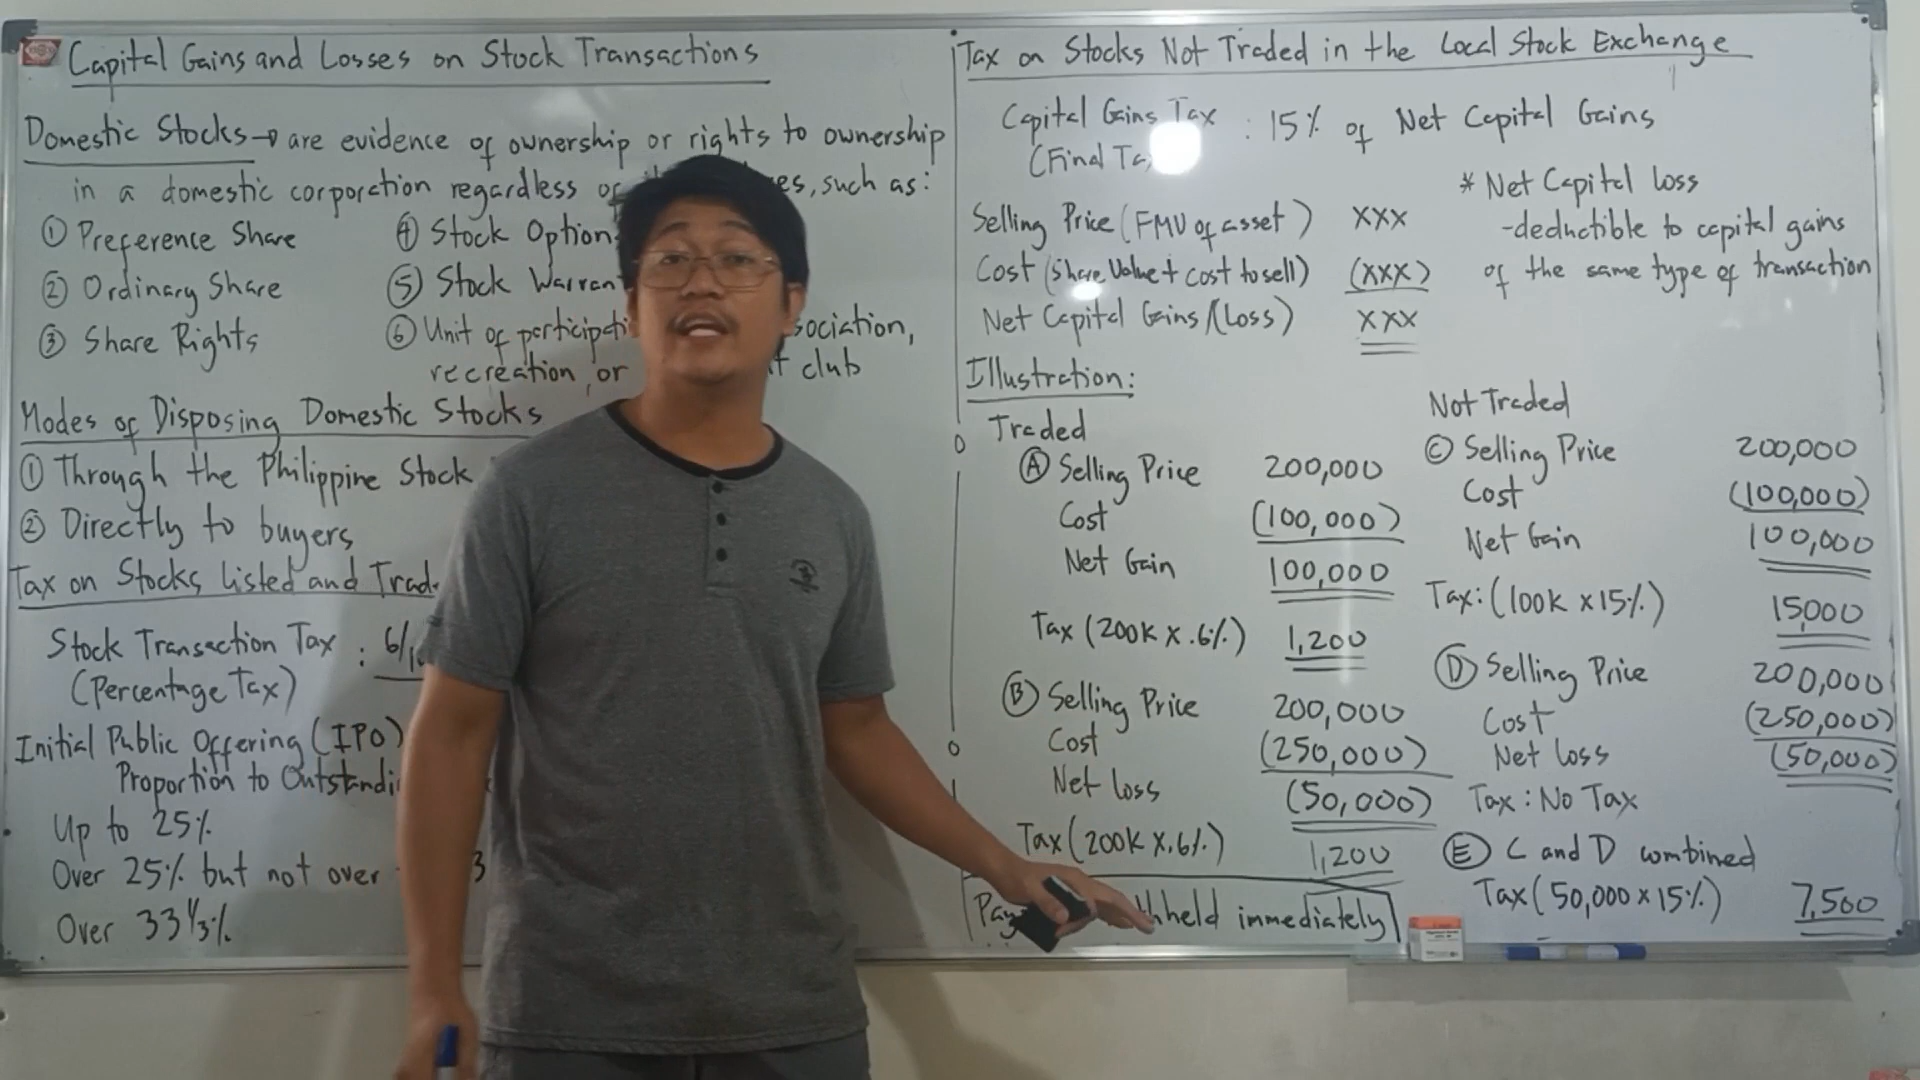 Capital Gains and Losses on Stock Transactions
Domestic Stocks → are evidence of ownership or rights to ownership
in a domestic corporation regardless of such as:
① Preference Share
② Ordinary Share
③ Share Rights
④ Stock Option
⑤ Stock
⑥ Unit of
club
recreation, or
Modes of Disposing Domestic Stocks
① Through the Philippine Stock
② Directly to buyers
Tax on Stocks listed and
Stock Transaction Tax :
(Percentage Tax)
Initial Public Offering (IPO)
Proportion to
Up to 25%
Over 25% but not over
Over 33 1/3%
Tax on Stocks Not Traded in the Local Stock Exchange
Capital Gains Tax : 15% of Net Capital Gains
(Final
Selling Price (FMV of asset) xxx
Cost (Share Value + cost to sell) (xxx)
Net Capital Gains/(Loss) xxx
* Net Capital loss
-deductible to capital gains
of the same type of transaction
Illustration:
Traded
Ⓐ Selling Price 200,000
Cost (100,000)
Net Gain 100,000
Tax (200K x .6%) 1,200
Ⓑ Selling Price 200,000
Cost (250,000)
Net loss (50,000)
Tax (200K x .6%) 1,200
immediately
Not Traded
Ⓒ Selling Price 200,000
Cost (100,000)
Net Gain 100,000
Tax: (100K x 15%) 15,000
Ⓓ Selling Price 200,000
Cost (250,000)
Net loss (50,000)
Tax: No Tax
Ⓔ C and D combined
Tax (50,000 x 15%) 7,500